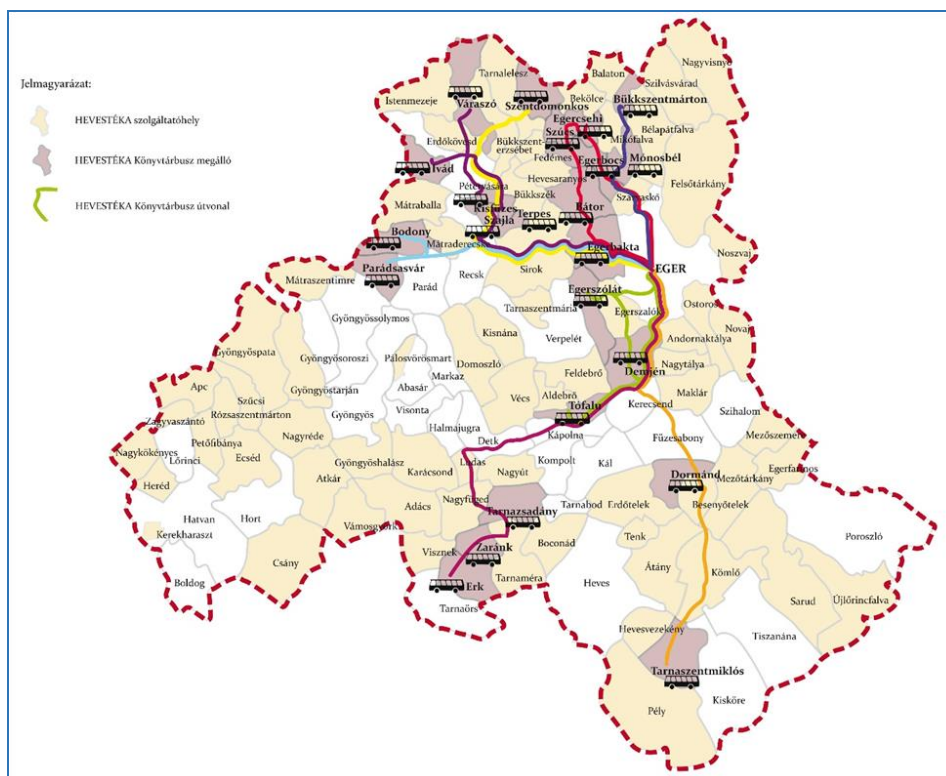 Jelmagyarázat:
HEVESTÉKA szolgáltatóhely
HEVESTÉKA Könyvtárbusz megálló
HEVESTÉKA Könyvtárbusz útvonal
Nagyvisnyó
Tarnalelesz
Balaton
Szilvásvárad
Istenmezeje
Váraszó
Szentdomonkos
Bekölce
Bükkszentmárton
Egercsehi
Szúcs
Mikófalva
Bélapátfalva
Erdőkövesd
Bükkszent-
erzsébet
Fedémes
Egerbocs
Mónosbél
Ivád
Hevesaranyos
Felsőtárkány
Pétervására
Bükkszék
Szarvaskő
Mátraballa
Kisfüzes
Szajla
Terpes
Bátor
Bodony
Mátraderecske
Egerbakta
Noszvaj
Parádsasvár
Sirok
EGER
Mátraszentimre
Parád
Recsk
Egerszólát
Tarnaszentmária
Egerszalók
Ostoros
Gyöngyössolymos
Kisnána
Verpelét
Novaj
Andornaktálya
Gyöngyöspata
Gyöngyösoroszi
Pálosvörösmart
Domoszló
Markaz
Demjén
Nagytálya
Apc
Gyöngyöstarján
Abasár
Feldebrő
Szűcsi
Vécs
Aldebrő
Maklár
Rózsaszentmárton
Visonta
Tófalu
Kerecsend
Zagyvaszántó
Gyöngyös
Szihalom
Petőfibánya
Halmajugra
Lőrinci
Nagyréde
Detk
Kápolna
Füzesabony
Mezőszemere
Nagykökényes
Ecséd
Gyöngyöshalász
Ludas
Kompolt
Kál
Egerfarmos
Heréd
Atkár
Karácsond
Nagyút
Dormánd
Mezőtárkány
Nagyfüged
Tarnabod
Erdőtelek
Besenyőtelek
Adács
Hatvan
Hort
Vámosgyörk
Tarnazsadány
Kerekharaszt
Boconád
Tenk
Poroszló
Visznek
Zaránk
Csány
Átány
Kömlő
Boldog
Erk
Tarnaméra
Heves
Sarud
Újlőrincfalva
Tarnaörs
Hevesvezekény
Tiszanána
Tarnaszentmiklós
Kisköre
Pély